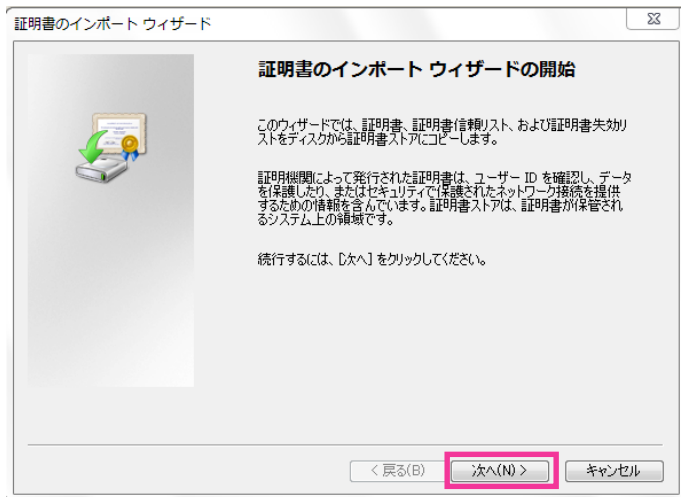 証明書のインポート ウィザード
証明書のインポート ウィザードの開始
このウィザードでは、証明書、証明書信頼リスト、および証明書失効リ
ストをディスクから証明書ストアにコピーします。
証明機関によって発行された証明書は、ユーザー ID を確認し、データ
を保護したり、またはセキュリティで保護されたネットワーク接続を提供
するための情報を含んでいます。証明書ストアは、証明書が保管され
るシステム上の領域です。
続行するには、[次へ] をクリックしてください。
< 戻る(B) 次へ(N) > キャンセル